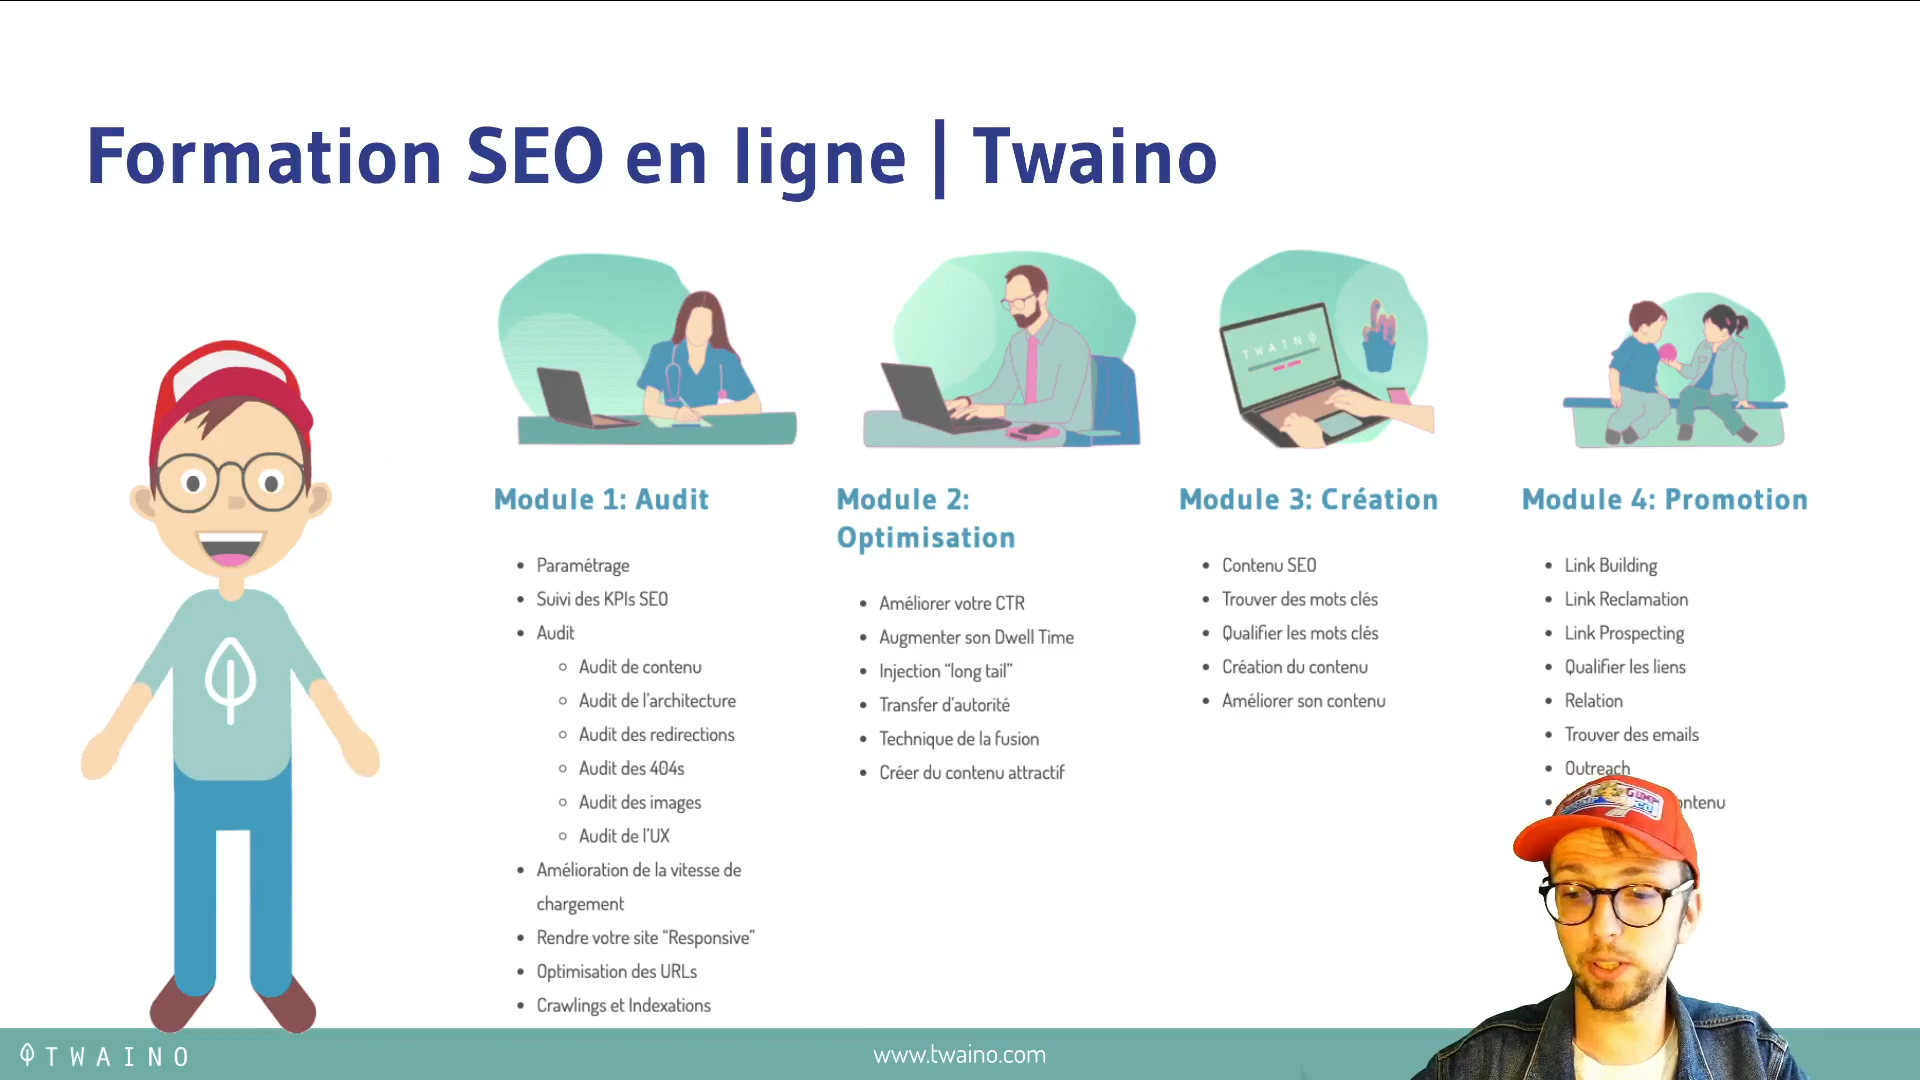 Formation SEO en ligne | Twaino
TWAINO
Module 1: Audit
Paramétrage
Suivi des KPIs SEO
Audit
Audit de contenu
Audit de l'architecture
Audit des redirections
Audit des 404s
Audit des images
Audit de l'UX
Amélioration de la vitesse de
chargement
Rendre votre site “Responsive”
Optimisation des URLs
Crawlings et Indexations
Module 2:
Optimisation
Améliorer votre CTR
Augmenter son Dwell Time
Injection “long tail”
Transfer d'autorité
Technique de la fusion
Créer du contenu attractif
Module 3: Création
Contenu SEO
Trouver des mots clés
Qualifier les mots clés
Création du contenu
Améliorer son contenu
Module 4: Promotion
Link Building
Link Reclamation
Link Prospecting
Qualifier les liens
Relation
Trouver des emails
Outreach
GUMP
CO
TWAINO
www.twaino.com